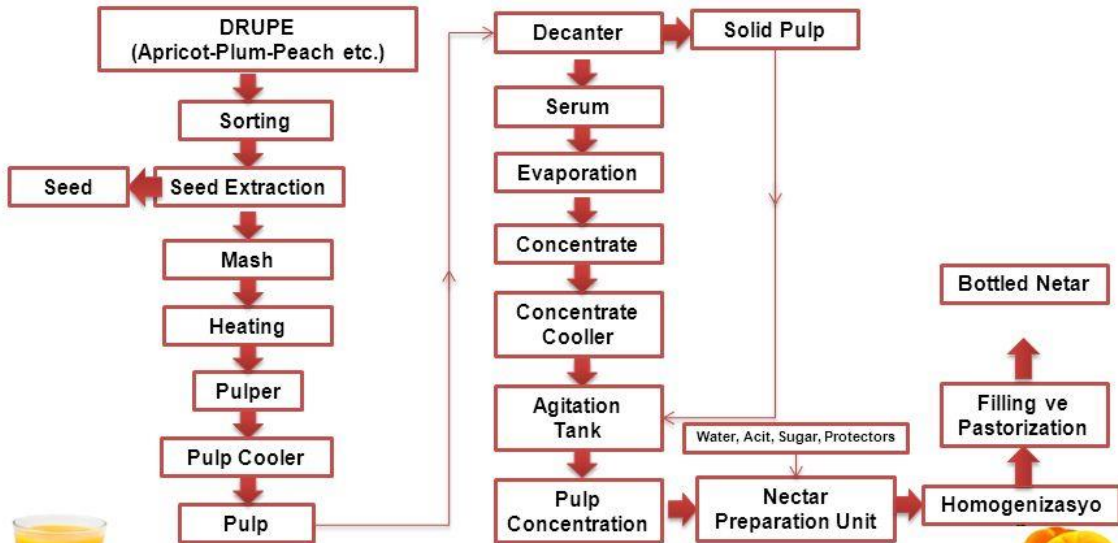 DRUPE
(Apricot-Plum-Peach etc.)
Sorting
Seed
Seed Extraction
Mash
Heating
Pulper
Pulp Cooler
Pulp
Decanter
Solid Pulp
Serum
Evaporation
Concentrate
Concentrate
Cooller
Agitation
Tank
Pulp
Concentration
Water, Acit, Sugar, Protectors
Nectar
Preparation Unit
Homogenizasyo
Filling ve
Pastorization
Bottled Netar